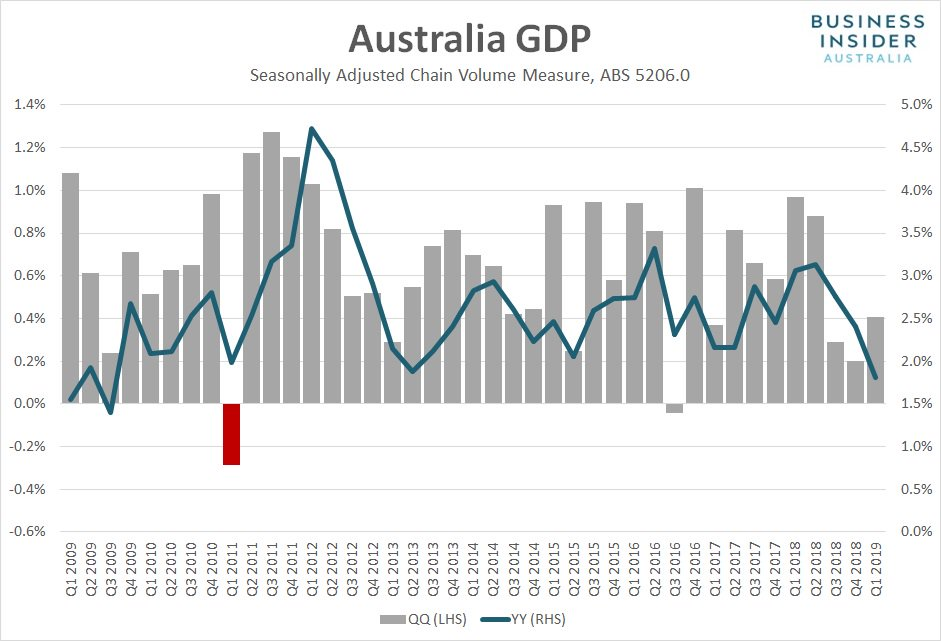 Australia GDP
BUSINESS
INSIDER
AUSTRALIA
Seasonally Adjusted Chain Volume Measure, ABS 5206.0
1.4%
1.2%
1.0%
0.8%
0.6%
0.4%
0.2%
0.0%
-0.2%
-0.4%
-0.6%
5.0%
4.5%
4.0%
3.5%
3.0%
2.5%
2.0%
1.5%
1.0%
0.5%
0.0%
Q1 2009
Q2 2009
Q3 2009
Q4 2009
Q1 2010
Q2 2010
Q3 2010
Q4 2010
Q1 2011
Q2 2011
Q3 2011
Q4 2011
Q1 2012
Q2 2012
Q3 2012
Q4 2012
Q1 2013
Q2 2013
Q3 2013
Q4 2013
Q1 2014
Q2 2014
Q3 2014
Q4 2014
Q1 2015
Q2 2015
Q3 2015
Q4 2015
Q1 2016
Q2 2016
Q3 2016
Q4 2016
Q1 2017
Q2 2017
Q3 2017
Q4 2017
Q1 2018
Q2 2018
Q3 2018
Q4 2018
Q1 2019
QQ (LHS)
YY (RHS)